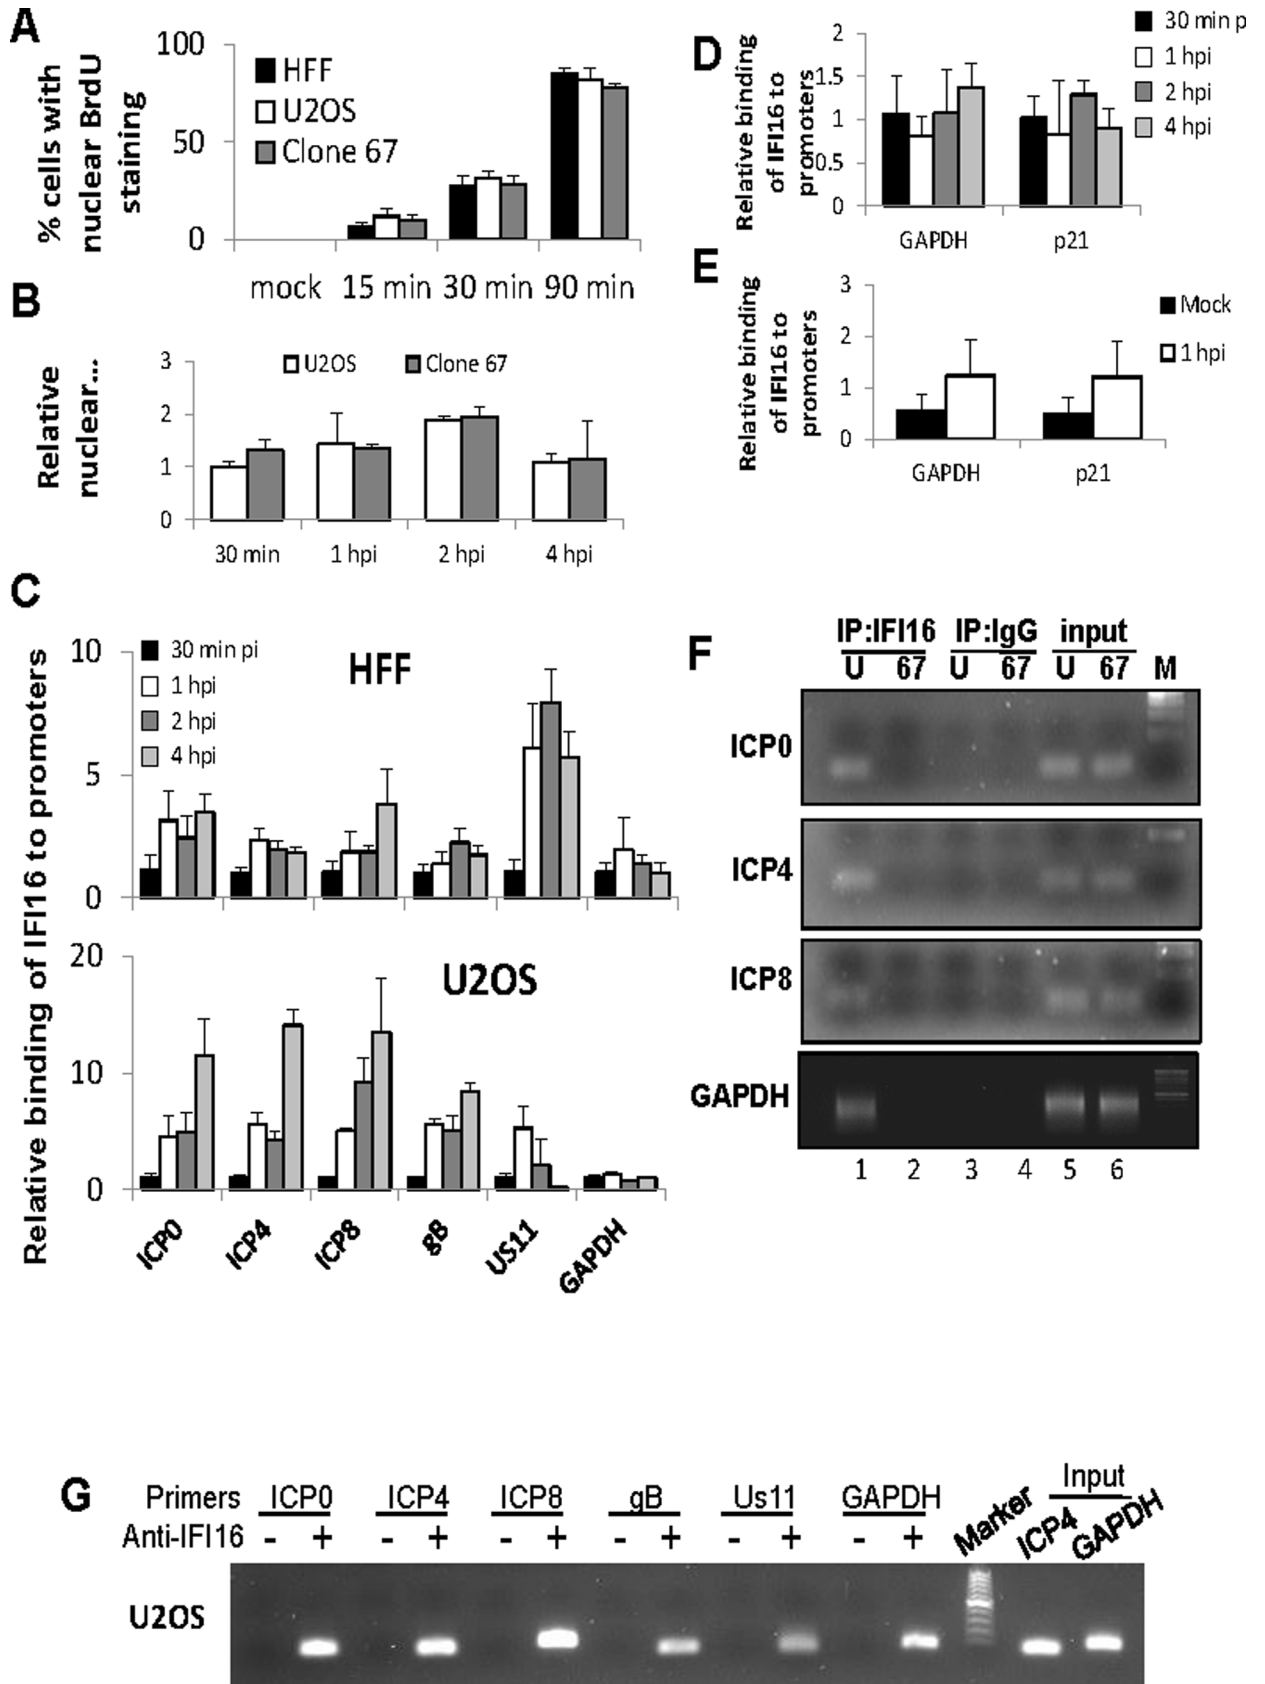 A
% cells with
nuclear BrdU
staining
100
50
0
HFF
U2OS
Clone 67
mock 15 min 30 min 90 min
B
Relative
nuclear...
3
2
1
0
U2OS Clone 67
30 min 1 hpi 2 hpi 4 hpi
C
Relative binding of IFI16 to promoters
10
5
0
30 min pi
1 hpi
2 hpi
4 hpi
HFF
20
10
0
U2OS
ICP0 ICP4 ICP8 gB US11 GAPDH
D
Relative binding
of IFI16 to
promoters
2
1.5
1
0.5
0
30 min p
1 hpi
2 hpi
4 hpi
GAPDH p21
E
Relative binding
of IFI16 to
promoters
3
2
1
0
Mock
1 hpi
GAPDH p21
F
IP:IFI16 IP:IgG input
U 67 U 67 U 67 M
ICP0
ICP4
ICP8
GAPDH
1 2 3 4 5 6
G
Primers ICP0 ICP4 ICP8 gB Us11 GAPDH Marker Input
ICP4 GAPDH
Anti-IFI16 - + - + - + - + - + - +
U2OS